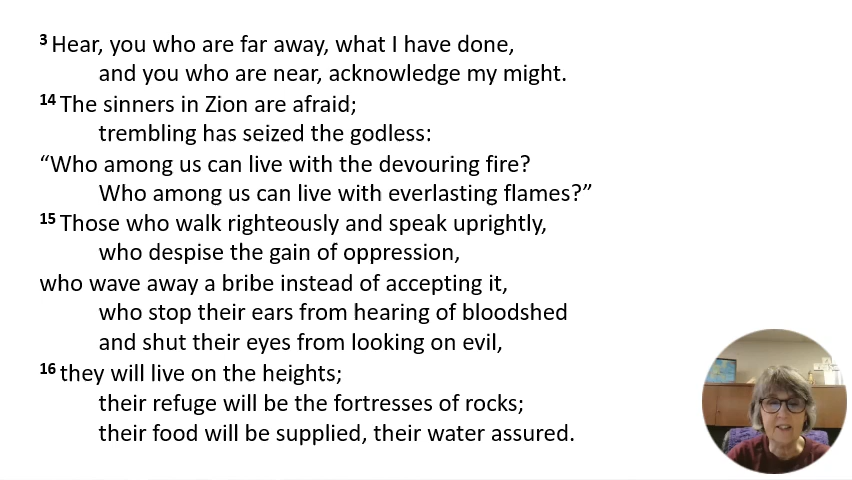 3 Hear, you who are far away, what I have done,
and you who are near, acknowledge my might.
14 The sinners in Zion are afraid;
trembling has seized the godless:
“Who among us can live with the devouring fire?
Who among us can live with everlasting flames?”
15 Those who walk righteously and speak uprightly,
who despise the gain of oppression,
who wave away a bribe instead of accepting it,
who stop their ears from hearing of bloodshed
and shut their eyes from looking on evil,
16 they will live on the heights;
their refuge will be the fortresses of rocks;
their food will be supplied, their water assured.